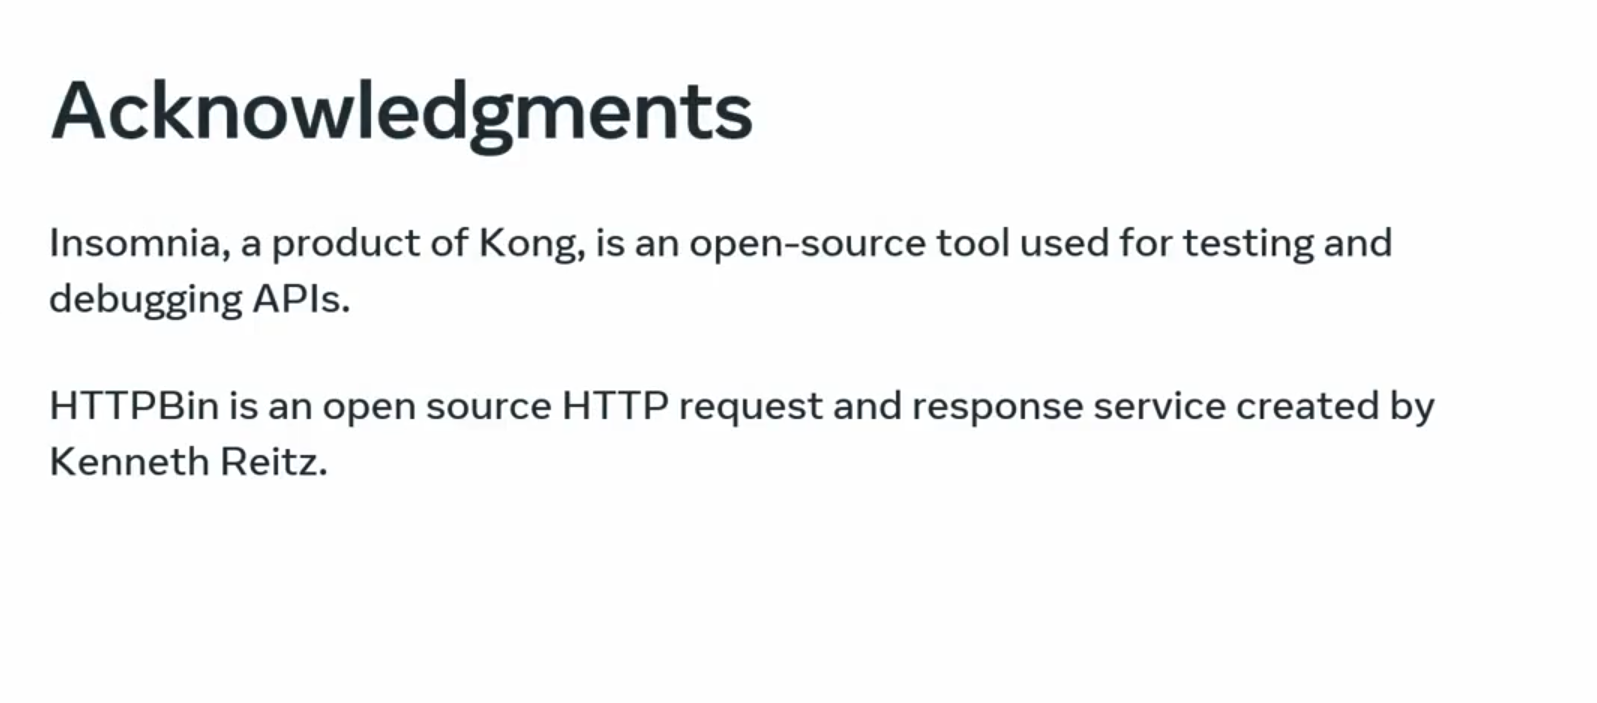 Acknowledgments
Insomnia, a product of Kong, is an open-source tool used for testing and
debugging APIs.
HTTPBin is an open source HTTP request and response service created by
Kenneth Reitz.